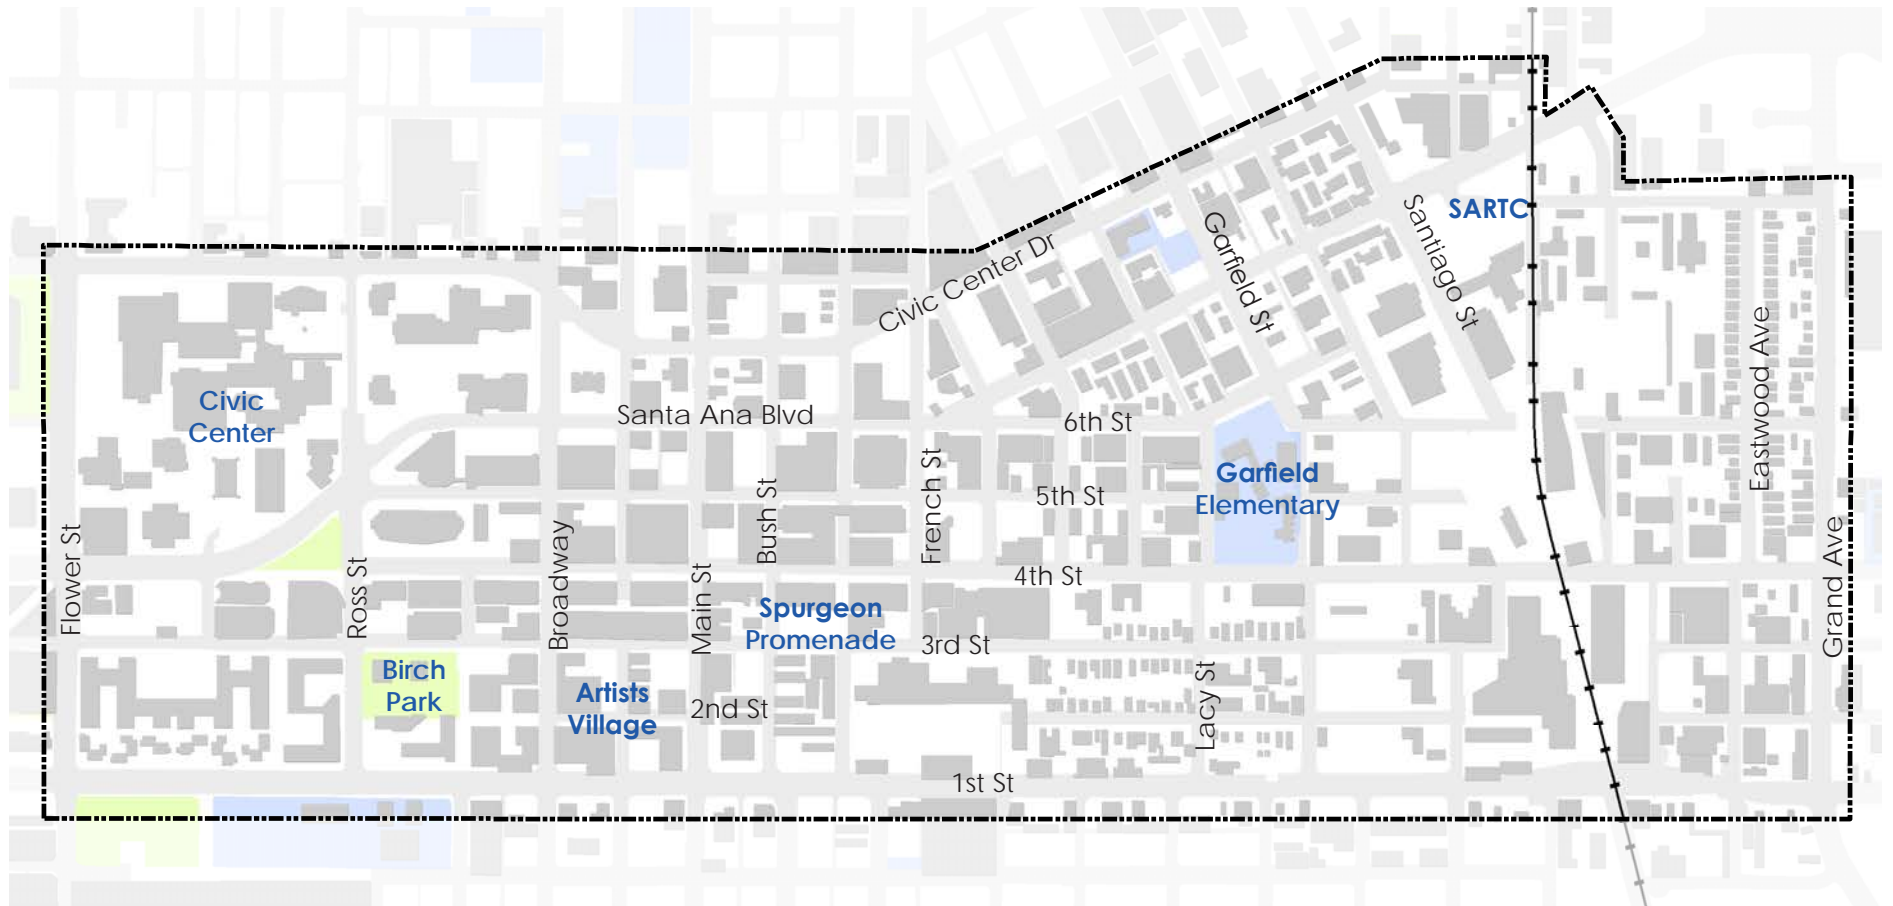 SARTC
Civic Center Dr
Garfield St
Santiago St
Eastwood Ave
Civic
Center
Santa Ana Blvd
6th St
Garfield
Elementary
5th St
Flower St
Ross St
Broadway
Main St
Bush St
French St
4th St
Grand Ave
Spurgeon
Promenade
3rd St
Birch
Park
Artists
Village
2nd St
Lacy St
1st St